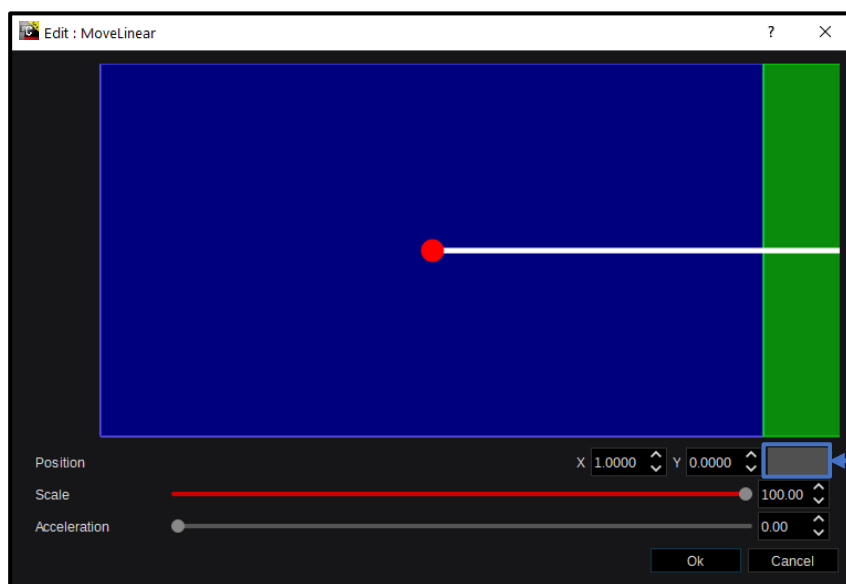 Edit : MoveLinear ? ×
Position X 1.0000 Y 0.0000
Scale 100.00
Acceleration 0.00
Ok Cancel